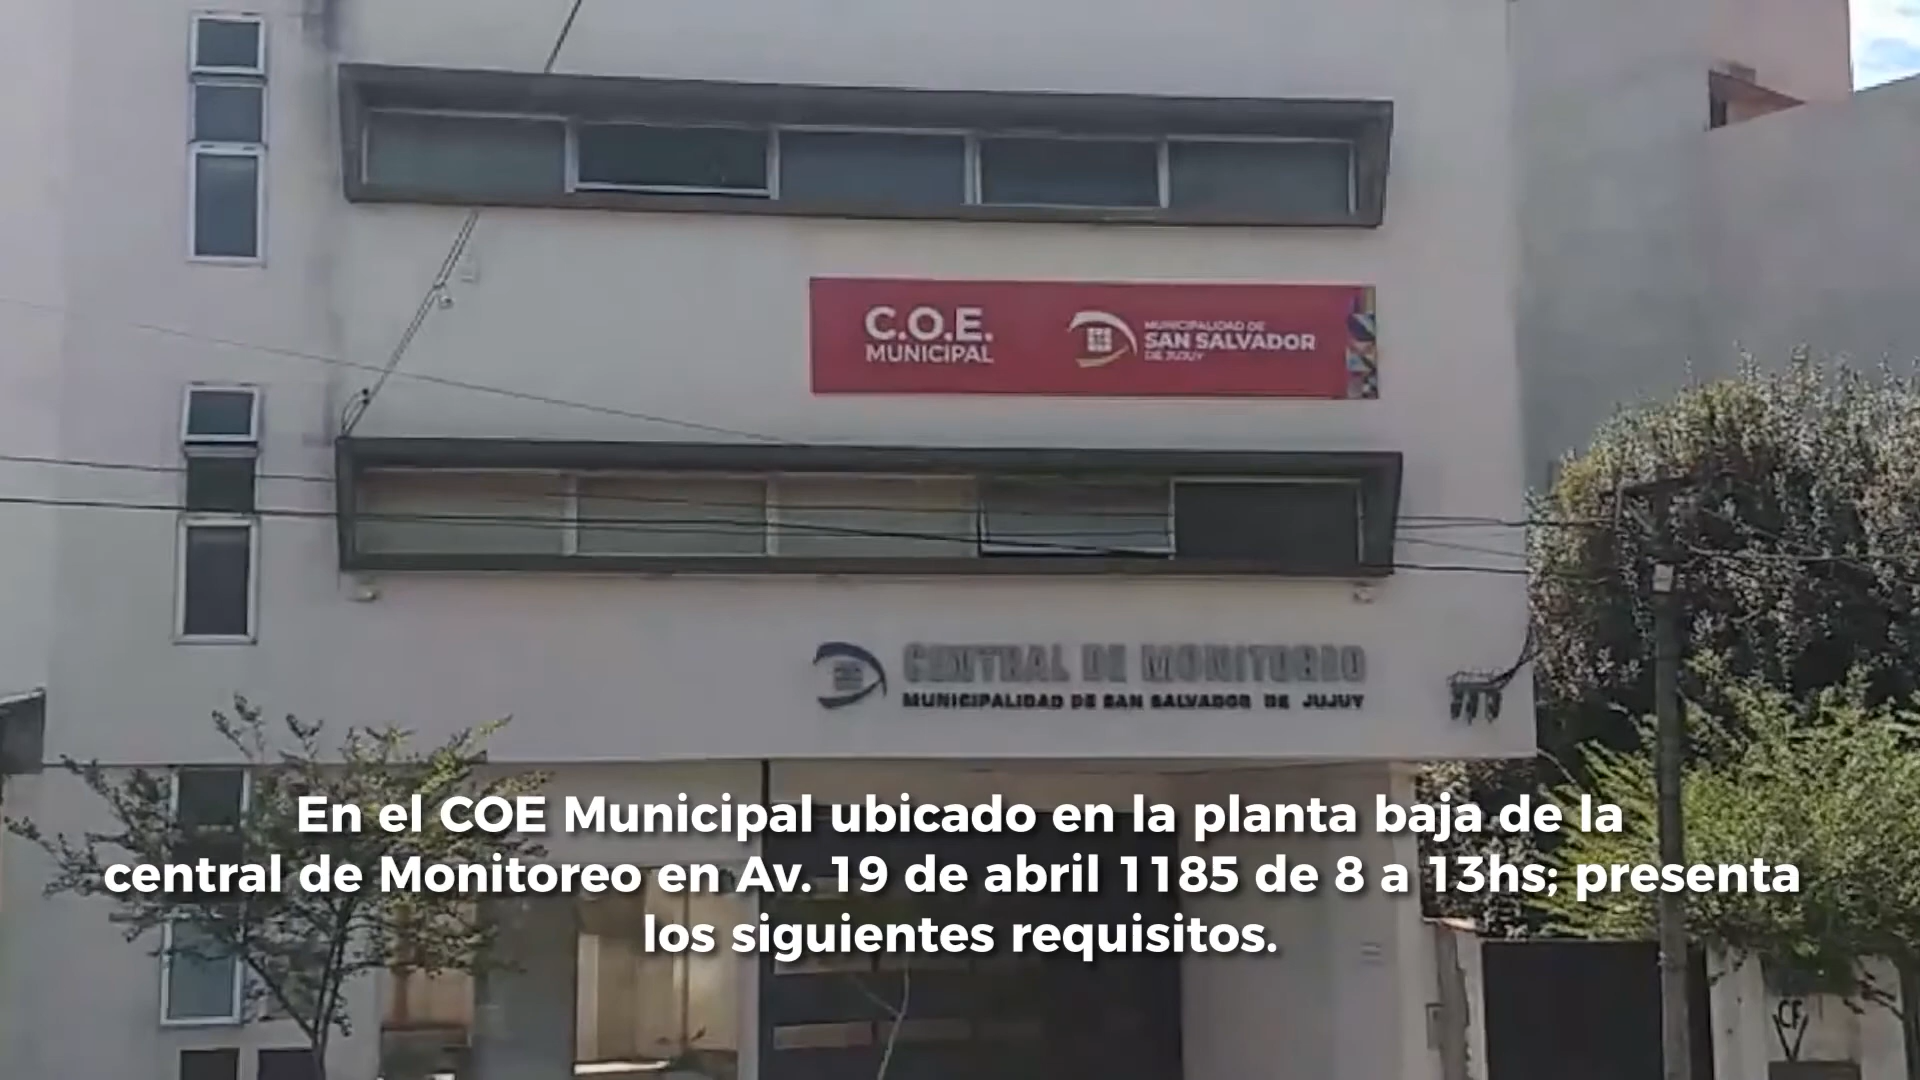 C.O.E.
MUNICIPAL
MUNICIPALIDAD DE
SAN SALVADOR
DE JUJUY
CENTRAL DE MONITOREO
MUNICIPALIDAD DE SAN SALVADOR DE JUJUY
En el COE Municipal ubicado en la planta baja de la
central de Monitoreo en Av. 19 de abril 1185 de 8 a 13hs; presenta
los siguientes requisitos.
CF